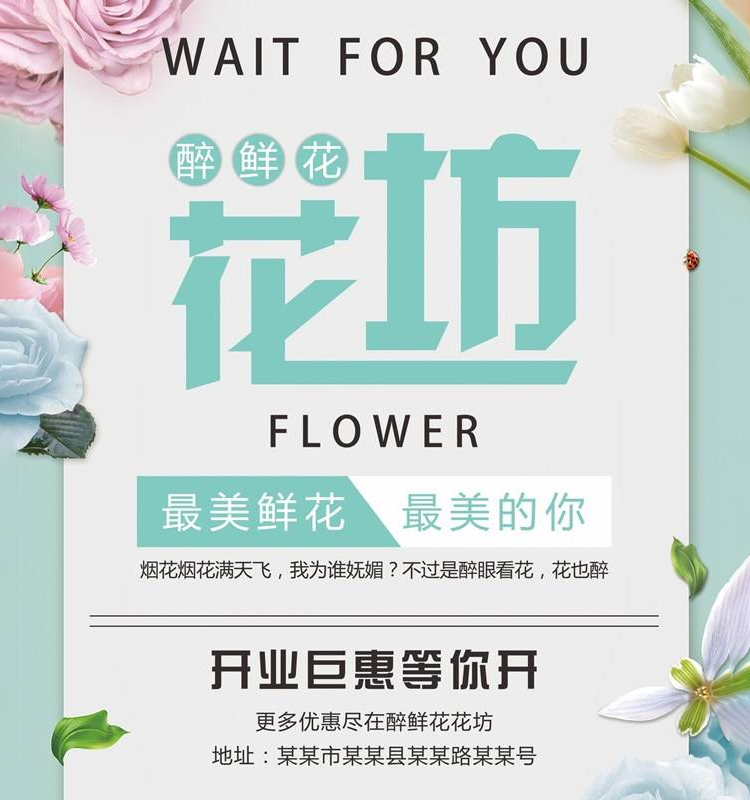 WAIT FOR YOU
醉鲜花
花坊
FLOWER
最美鲜花 最美的你
烟花烟花满天飞，我为谁妩媚？不过是醉眼看花，花也醉
开业巨惠等你开
更多优惠尽在醉鲜花花坊
地址：某某市某某县某某路某某号